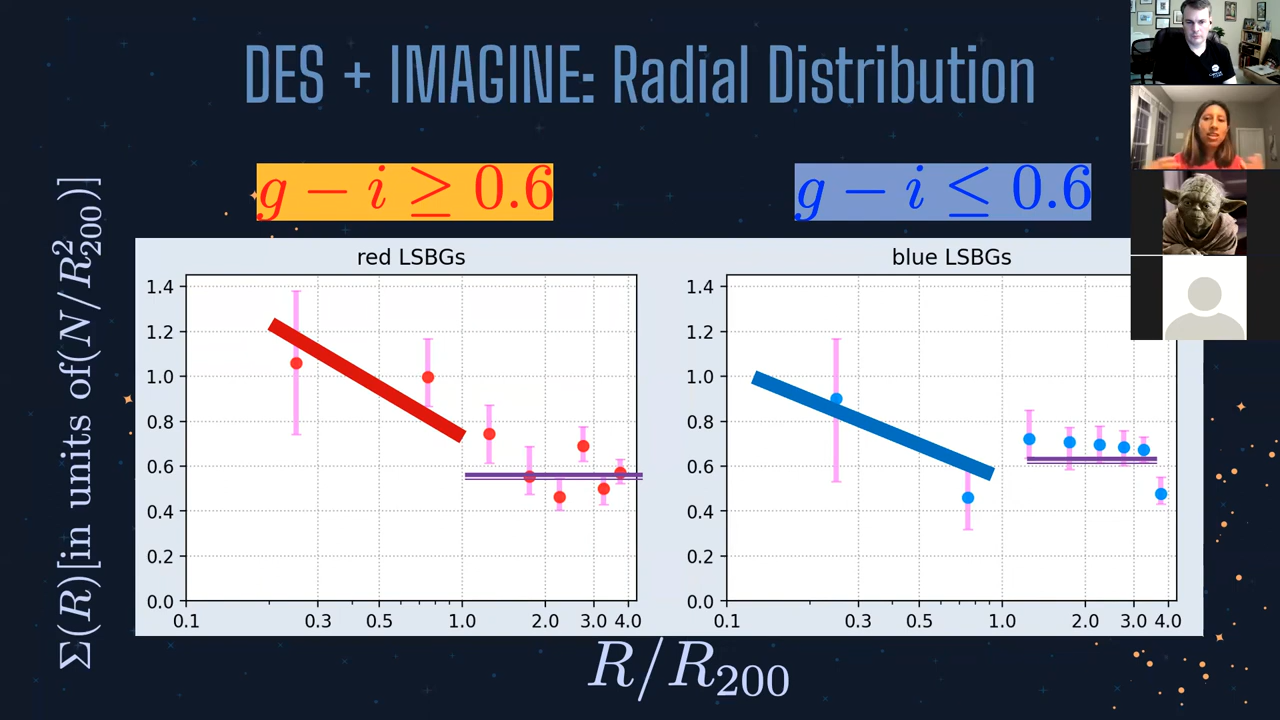 DES + IMAGINE: Radial Distribution
g − i ≥ 0.6
g − i ≤ 0.6
Σ(R)[in units of(N/R²₂₀₀)]
red LSBGs
1.4
1.2
1.0
0.8
0.6
0.4
0.2
0.0
0.1 0.3 0.5 1.0 2.0 3.0 4.0
blue LSBGs
1.4
1.2
1.0
0.8
0.6
0.4
0.2
0.0
0.1 0.3 0.5 1.0 2.0 3.0 4.0
R/R₂₀₀